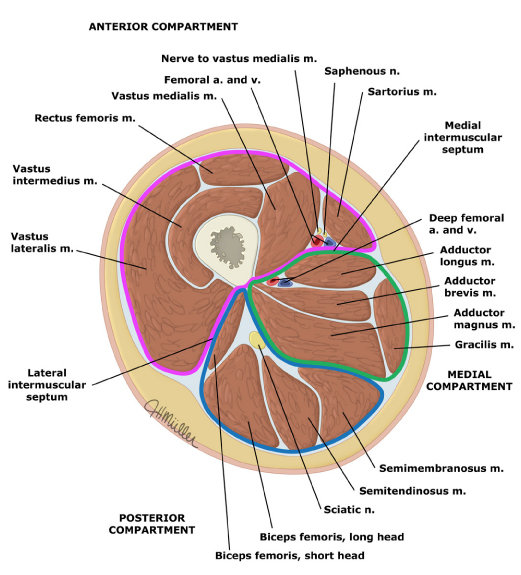 ANTERIOR COMPARTMENT
Nerve to vastus medialis m.
Saphenous n.
Femoral a. and v.
Sartorius m.
Vastus medialis m.
Rectus femoris m.
Medial
intermuscular
septum
Vastus
intermedius m.
Deep femoral
a. and v.
Vastus
lateralis m.
Adductor
longus m.
Adductor
brevis m.
Adductor
magnus m.
Gracilis m.
Lateral
intermuscular
septum
MEDIAL
COMPARTMENT
JHMüller
Semimembranosus m.
Semitendinosus m.
Sciatic n.
POSTERIOR
COMPARTMENT
Biceps femoris, long head
Biceps femoris, short head